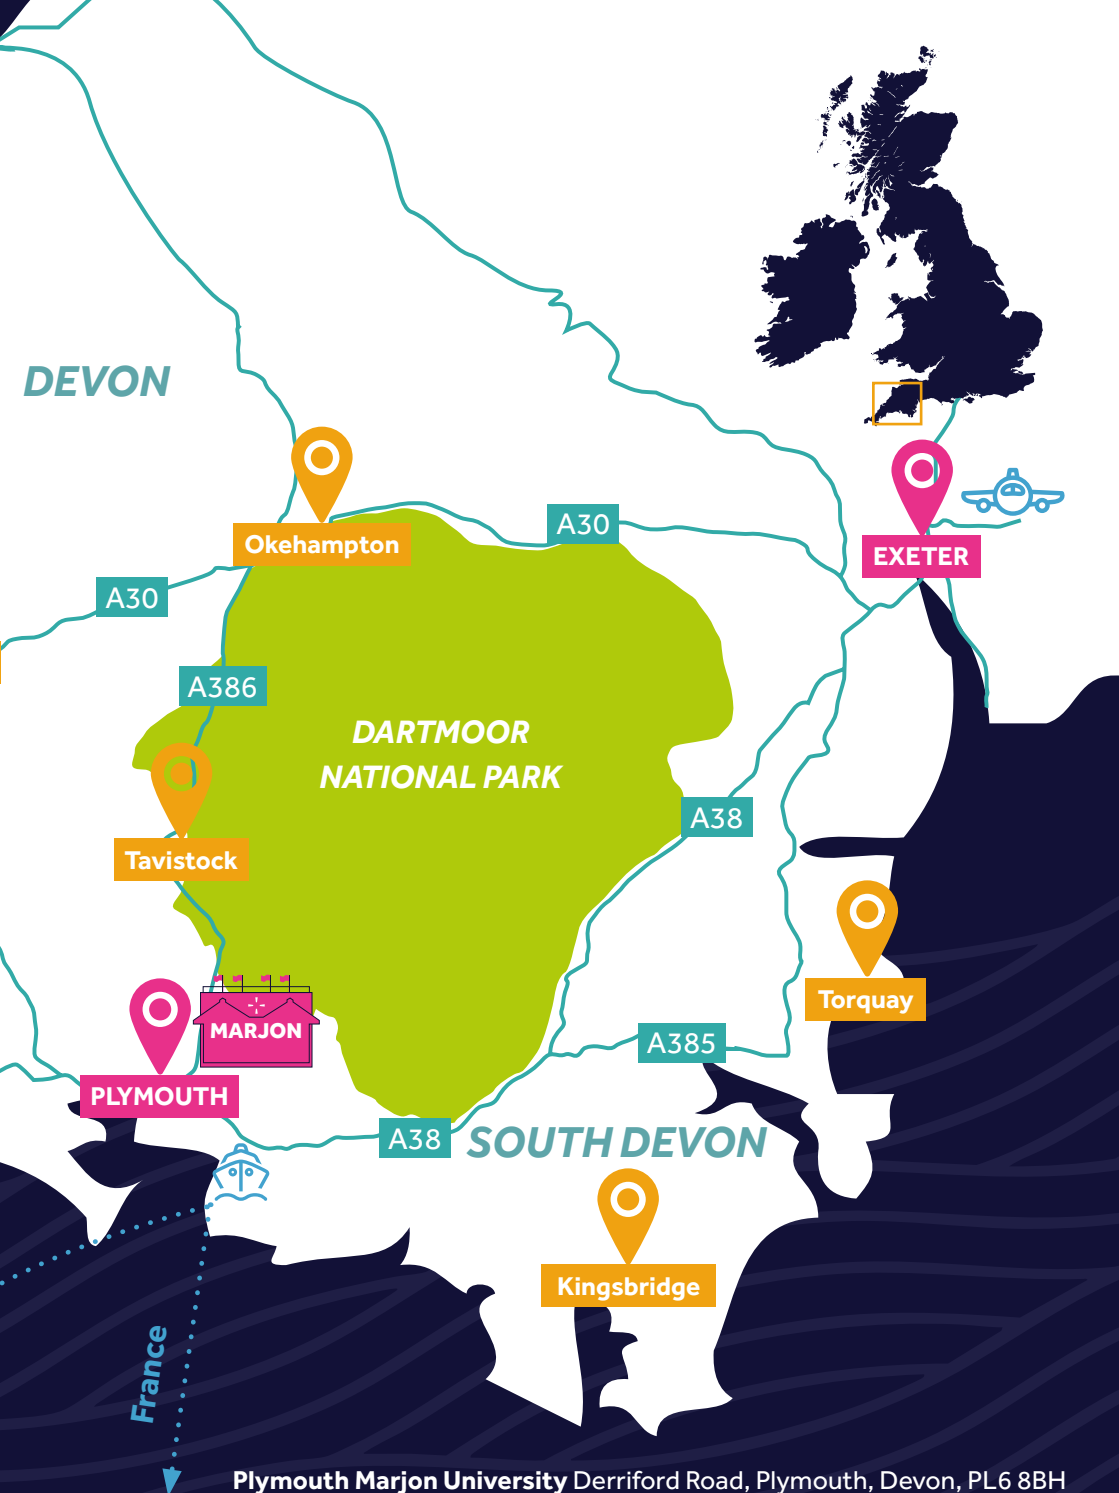 DEVON
Okehampton
A30
EXETER
A30
A386
DARTMOOR
NATIONAL PARK
A38
Tavistock
Torquay
MARJON
A385
PLYMOUTH
A38
SOUTH DEVON
Kingsbridge
France
Plymouth Marjon University Derriford Road, Plymouth, Devon, PL6 8BH